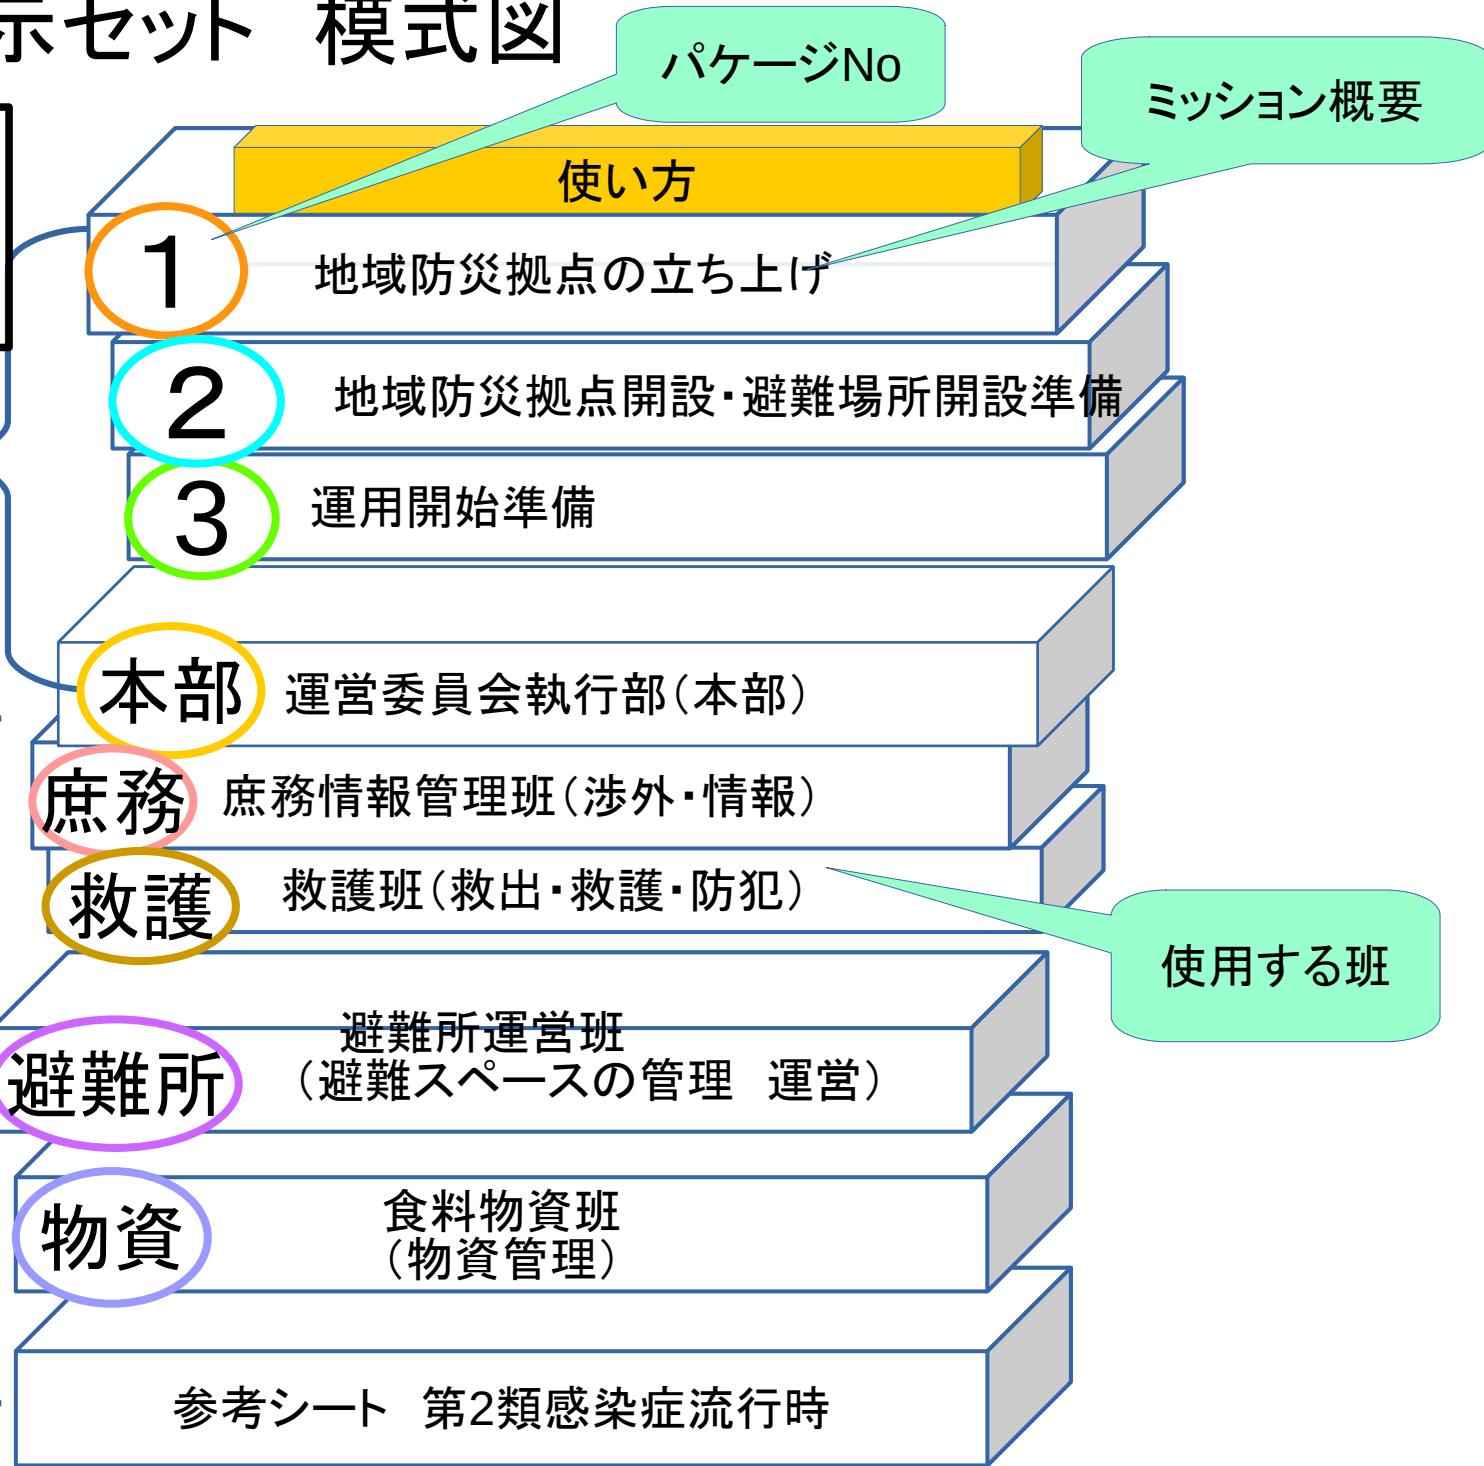 示セット　模式図
パケージNo
ミッション概要
使い方
１ 地域防災拠点の立ち上げ
２ 地域防災拠点開設・避難場所開設準備
３ 運用開始準備
本部 運営委員会執行部（本部）
庶務 庶務情報管理班（渉外・情報）
救護 救護班（救出・救護・防犯）
使用する班
避難所 避難所運営班
（避難スペースの管理　運営）
物資 食料物資班
（物資管理）
参考シート　第2類感染症流行時